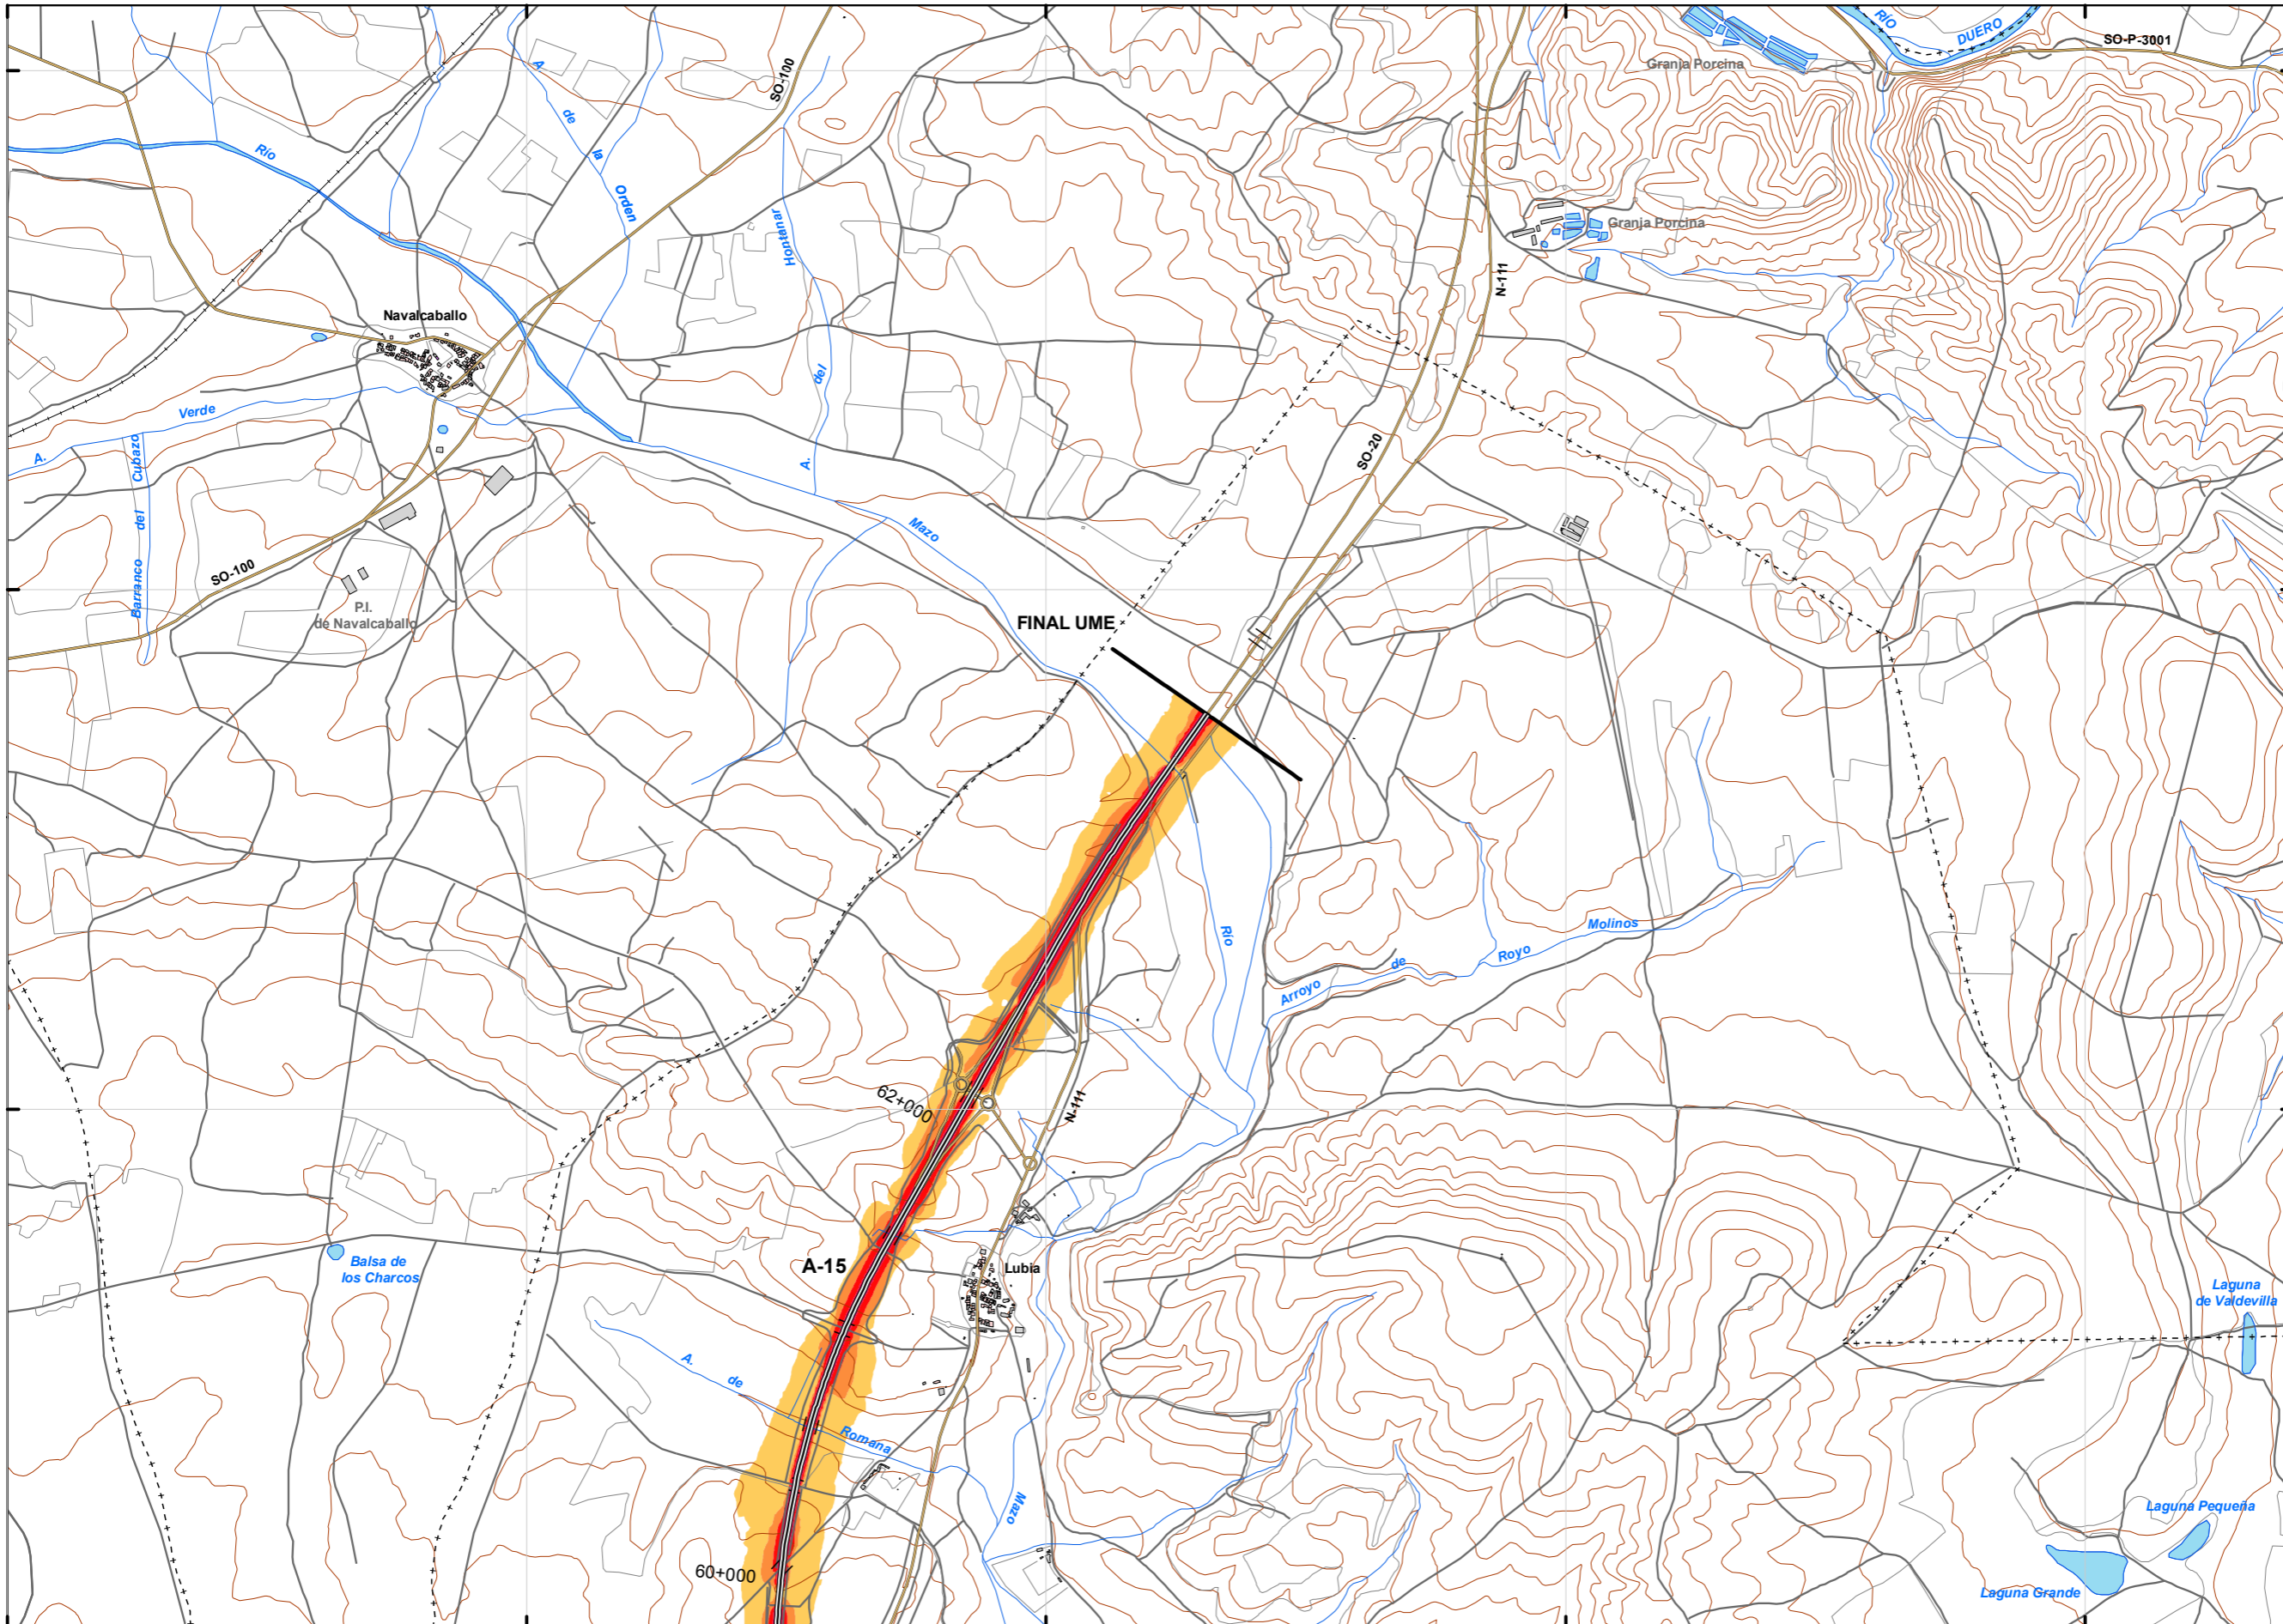 RÍO
DUERO
SO-P-3001
Granja Porcina
A.
de
la
Orden
SO-100
Río
Hontanar
del
A.
Granja Porcina
N-111
Navalcaballo
Verde
A.
Cubazo
del
Barranco
SO-20
SO-100
Mazo
P.I.
de Navalcaballo
FINAL UME
Río
Molinos
Royo
de
Arroyo
62+000
N-111
A-15
Lubia
Balsa de
los Charcos
Laguna
de Valdevilla
A.
de
Romana
Mazo
60+000
Laguna Pequeña
Laguna Grande